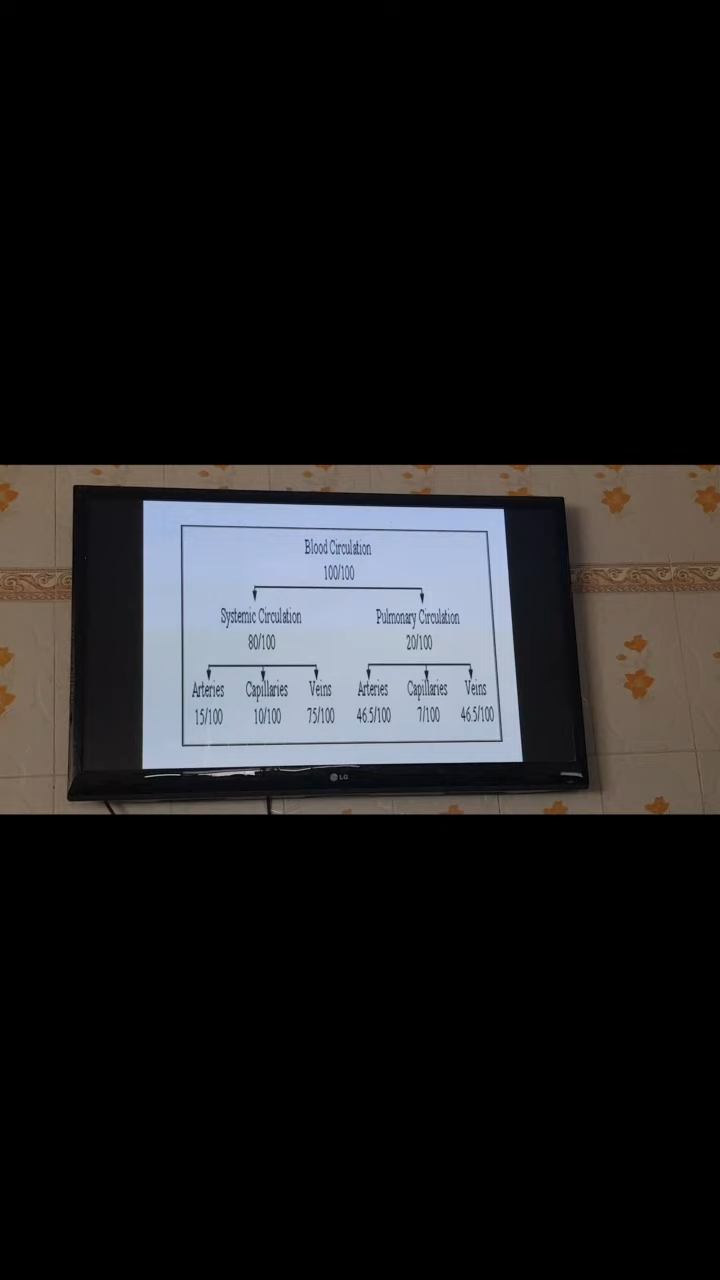 Blood Circulation
100/100
Systemic Circulation Pulmonary Circulation
80/100 20/100
Arteries Capillaries Veins Arteries Capillaries Veins
15/100 10/100 75/100 46.5/100 7/100 46.5/100
LG